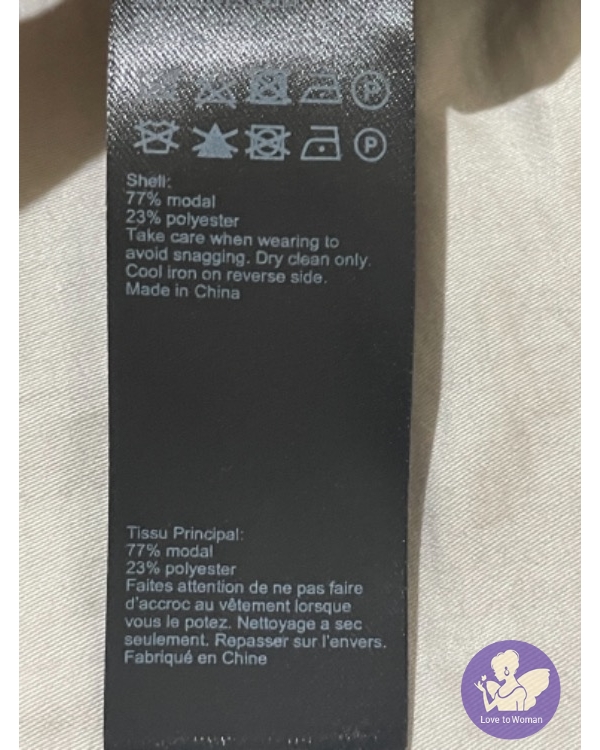 P
P
Shell:
77% modal
23% polyester
Take care when wearing to
avoid snagging. Dry clean only.
Cool iron on reverse side.
Made in China
Tissu Principal:
77% modal
23% polyester
Faites attention de ne pas faire
d'accroc au vêtement lorsque
vous le potez. Nettoyage a sec
seulement. Repasser sur l'envers.
Fabriqué en Chine
Love to Woman